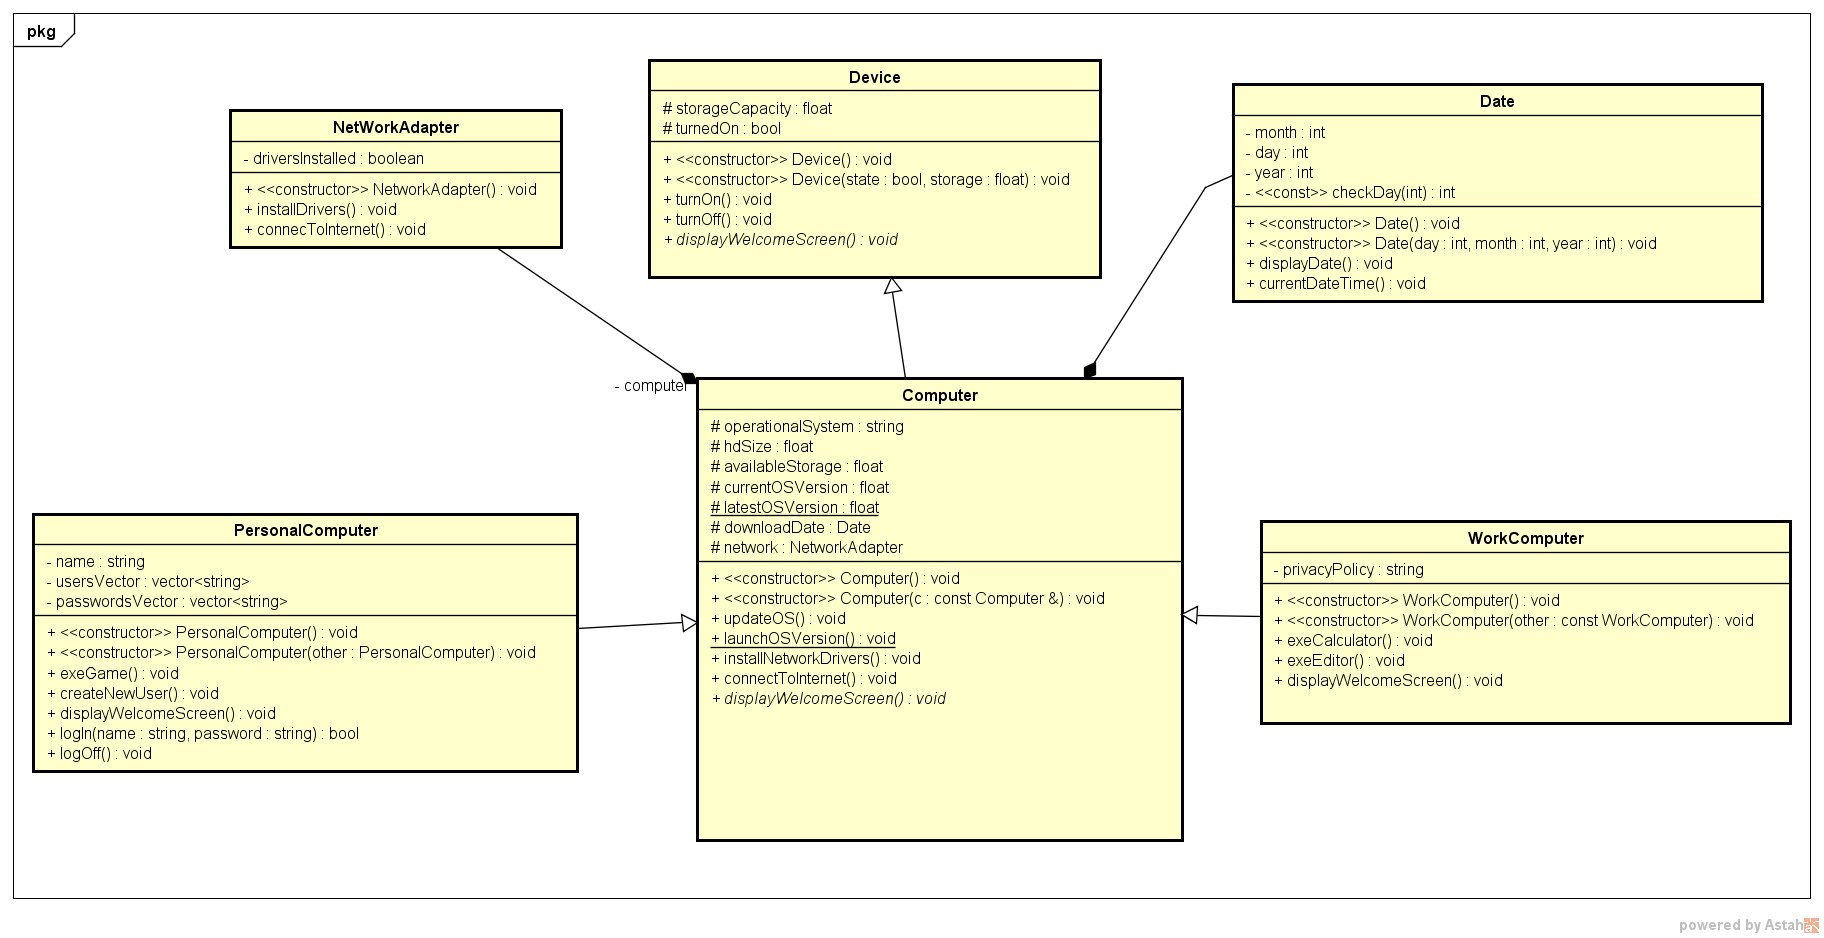 pkg
Device
# storageCapacity : float
# turnedOn : bool
+ <<constructor>> Device() : void
+ <<constructor>> Device(state : bool, storage : float) : void
+ turnOn() : void
+ turnOff() : void
+ displayWelcomeScreen() : void
NetWorkAdapter
- driversInstalled : boolean
+ <<constructor>> NetworkAdapter() : void
+ installDrivers() : void
+ connecToInternet() : void
Date
- month : int
- day : int
- year : int
- <<const>> checkDay(int) : int
+ <<constructor>> Date() : void
+ <<constructor>> Date(day : int, month : int, year : int) : void
+ displayDate() : void
+ currentDateTime() : void
- computer
Computer
# operationalSystem : string
# hdSize : float
# availableStorage : float
# currentOSVersion : float
# latestOSVersion : float
# downloadDate : Date
# network : NetworkAdapter
+ <<constructor>> Computer() : void
+ <<constructor>> Computer(c : const Computer &) : void
+ updateOS() : void
+ launchOSVersion() : void
+ installNetworkDrivers() : void
+ connectToInternet() : void
+ displayWelcomeScreen() : void
PersonalComputer
- name : string
- usersVector : vector<string>
- passwordsVector : vector<string>
+ <<constructor>> PersonalComputer() : void
+ <<constructor>> PersonalComputer(other : PersonalComputer) : void
+ exeGame() : void
+ createNewUser() : void
+ displayWelcomeScreen() : void
+ logIn(name : string, password : string) : bool
+ logOff() : void
WorkComputer
- privacyPolicy : string
+ <<constructor>> WorkComputer() : void
+ <<constructor>> WorkComputer(other : const WorkComputer) : void
+ exeCalculator() : void
+ exeEditor() : void
+ displayWelcomeScreen() : void
powered by Astah